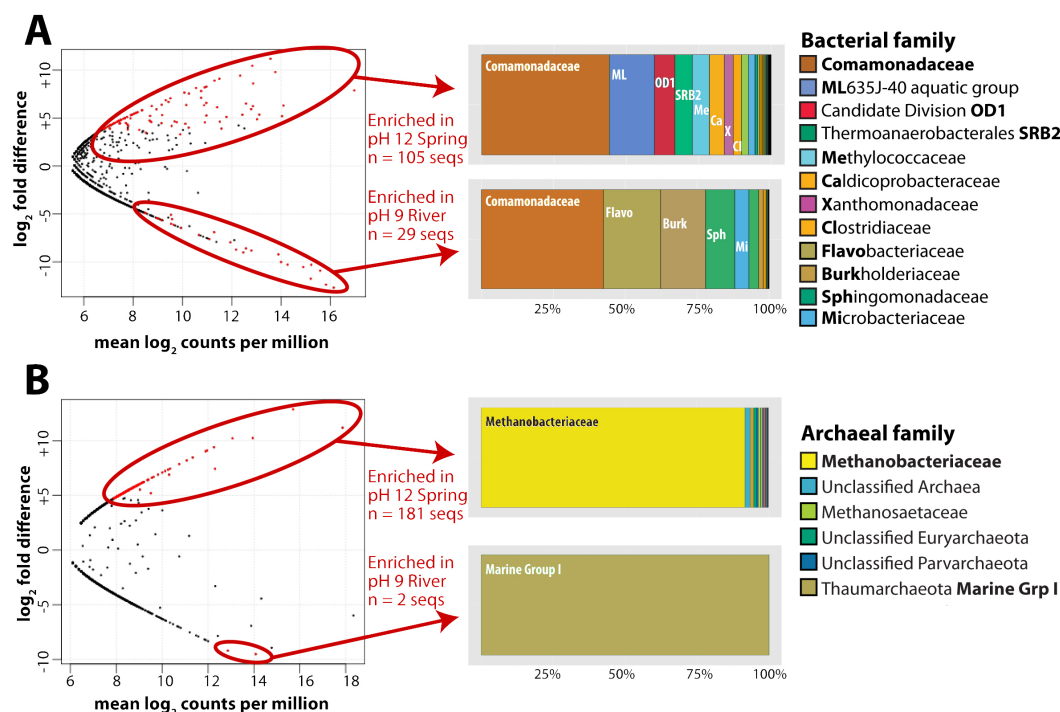 A
+10
+5
0
-5
-10
log2 fold difference
6
8
10
12
14
16
mean log2 counts per million
Enriched in
pH 12 Spring
n = 105 seqs
Enriched in
pH 9 River
n = 29 seqs
Comamonadaceae
ML
OD1
SRB2
Me
Ca
X
Cl
Comamonadaceae
Flavo
Burk
Sph
Mi
25%
50%
75%
100%
Bacterial family
Comamonadaceae
ML635J-40 aquatic group
Candidate Division OD1
Thermoanaerobacterales SRB2
Methylococcaceae
Caldicoprobacteraceae
Xanthomonadaceae
Clostridiaceae
Flavobacteriaceae
Burkholderiaceae
Sphingomonadaceae
Microbacteriaceae
B
+10
+5
0
-5
-10
log2 fold difference
6
8
10
12
14
16
18
mean log2 counts per million
Enriched in
pH 12 Spring
n = 181 seqs
Enriched in
pH 9 River
n = 2 seqs
Methanobacteriaceae
Marine Group I
25%
50%
75%
100%
Archaeal family
Methanobacteriaceae
Unclassified Archaea
Methanosaetaceae
Unclassified Euryarchaeota
Unclassified Parvarchaeota
Thaumarchaeota Marine Grp I